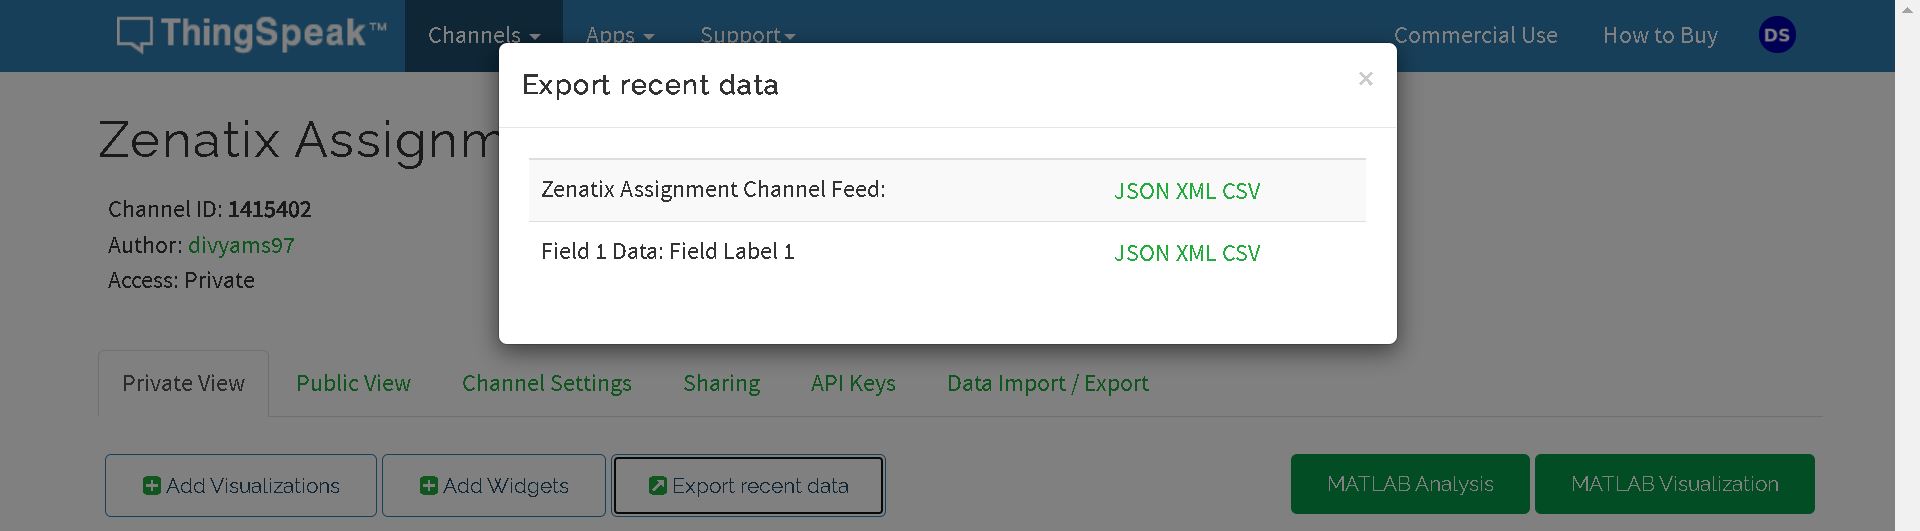 ThingSpeak™ Channels Apps Support Commercial Use How to Buy DS
Export recent data ×
Zenatix Assignm
Zenatix Assignment Channel Feed: JSON XML CSV
Channel ID: 1415402
Author: divyams97
Access: Private
Field 1 Data: Field Label 1 JSON XML CSV
Private View Public View Channel Settings Sharing API Keys Data Import / Export
Add Visualizations Add Widgets Export recent data MATLAB Analysis MATLAB Visualization